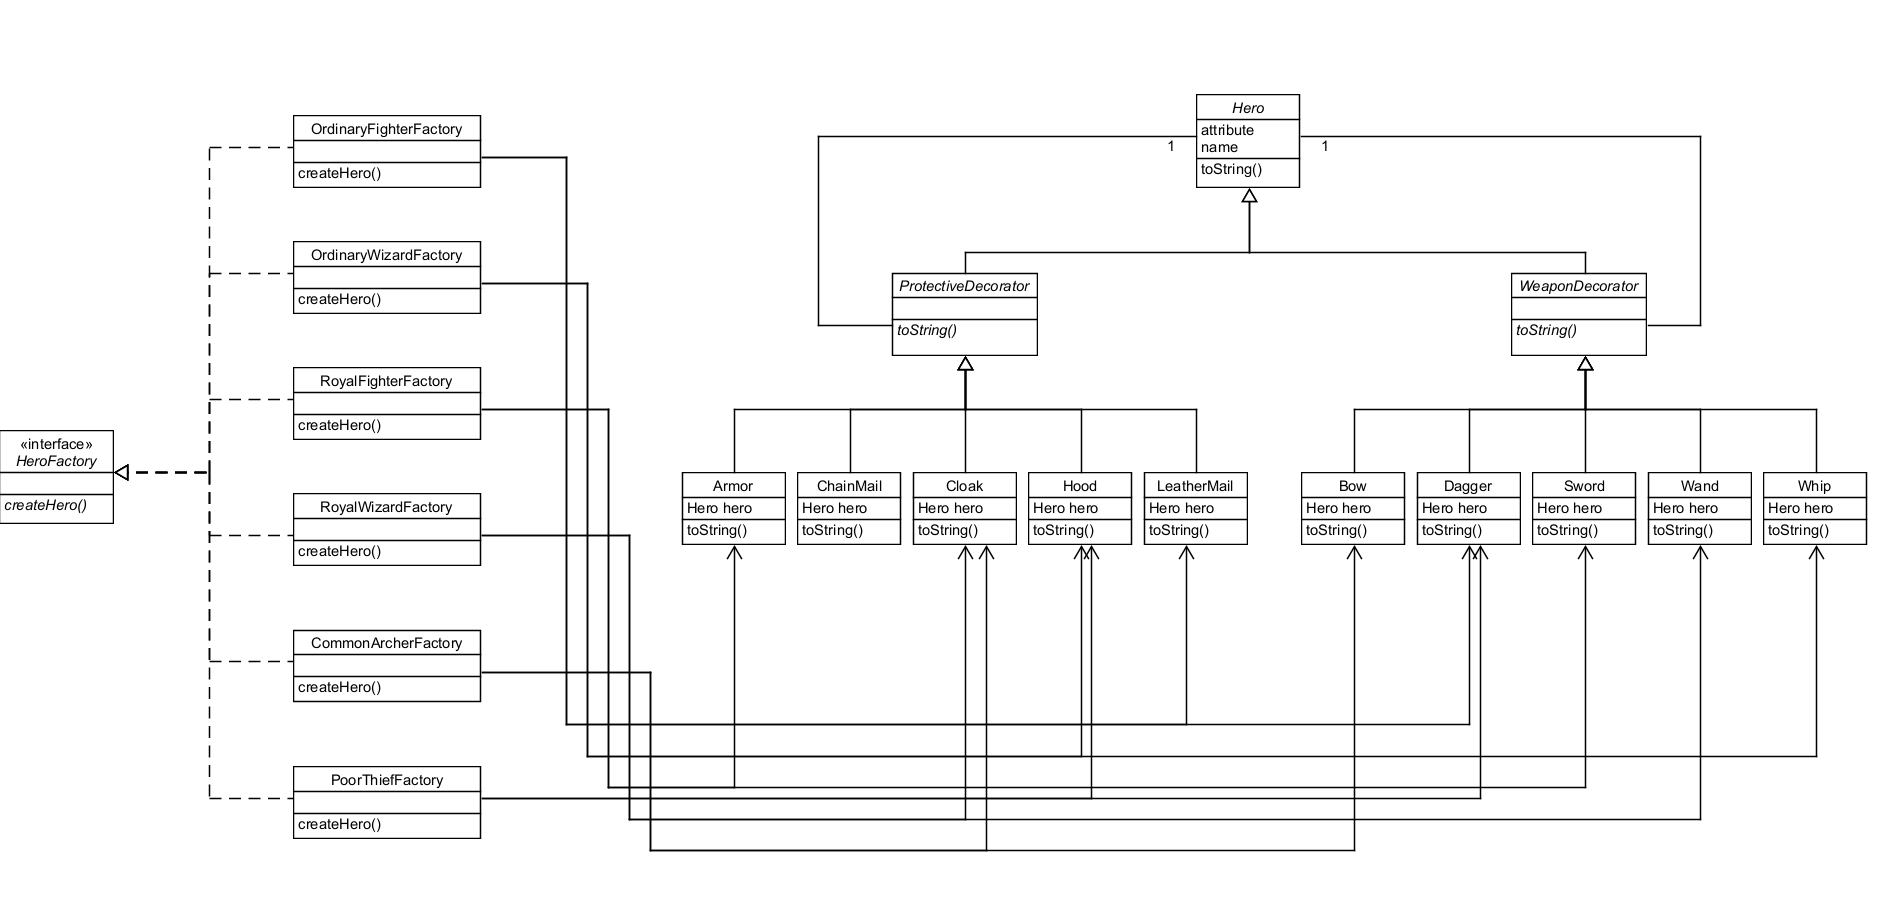 «interface»
HeroFactory
createHero()
OrdinaryFighterFactory
createHero()
OrdinaryWizardFactory
createHero()
RoyalFighterFactory
createHero()
RoyalWizardFactory
createHero()
CommonArcherFactory
createHero()
PoorThiefFactory
createHero()
Hero
attribute
name
toString()
1
1
ProtectiveDecorator
toString()
WeaponDecorator
toString()
Armor
Hero hero
toString()
ChainMail
Hero hero
toString()
Cloak
Hero hero
toString()
Hood
Hero hero
toString()
LeatherMail
Hero hero
toString()
Bow
Hero hero
toString()
Dagger
Hero hero
toString()
Sword
Hero hero
toString()
Wand
Hero hero
toString()
Whip
Hero hero
toString()